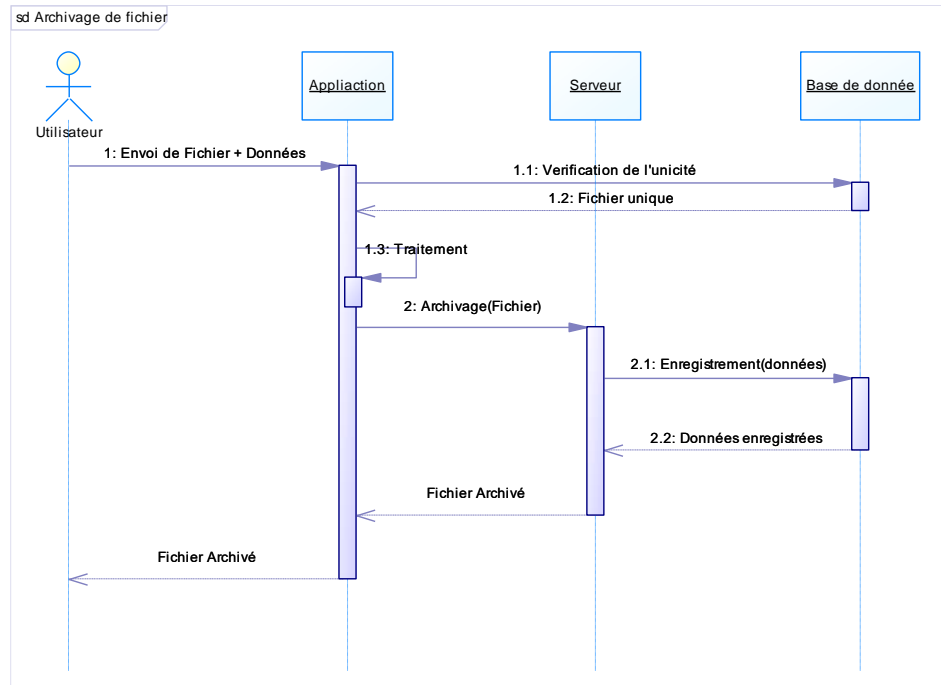 sd Archivage de fichier
Utilisateur
Appliaction
Serveur
Base de donnée
1: Envoi de Fichier + Données
1.1: Verification de l'unicité
1.2: Fichier unique
1.3: Traitement
2: Archivage(Fichier)
2.1: Enregistrement(données)
2.2: Données enregistrées
Fichier Archivé
Fichier Archivé